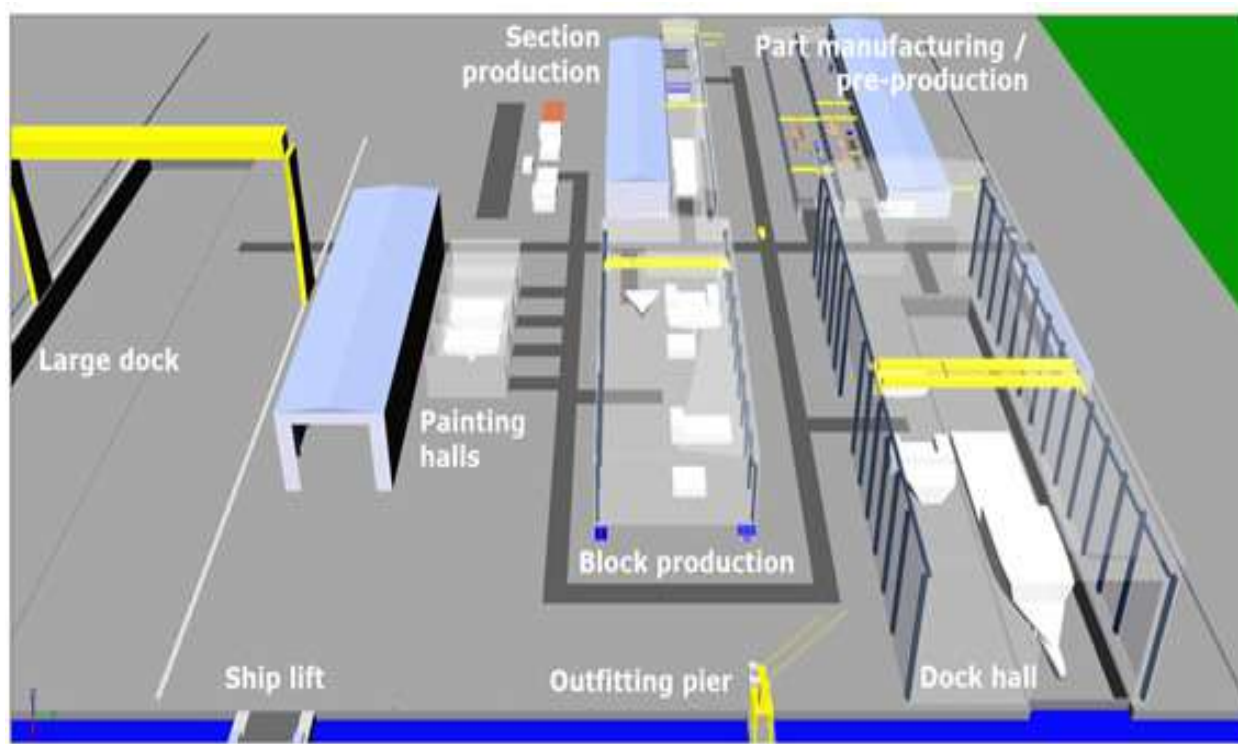 Section
production
Part manufacturing /
pre-production
Large dock
Painting
halls
Block production
Ship lift
Outfitting pier
Dock hall